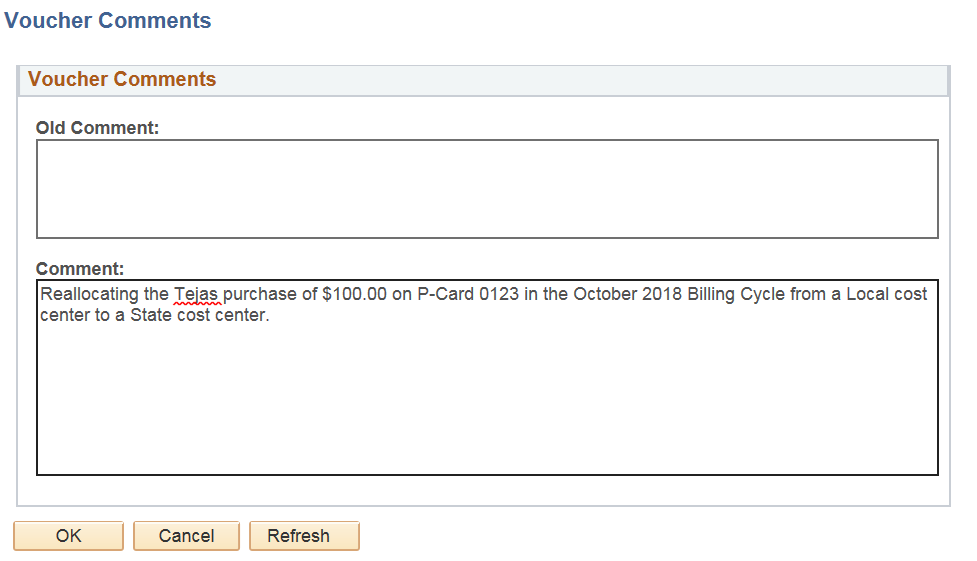 Voucher Comments
Voucher Comments
Old Comment:
Comment:
Reallocating the Tejas purchase of $100.00 on P-Card 0123 in the October 2018 Billing Cycle from a Local cost
center to a State cost center.
OK Cancel Refresh